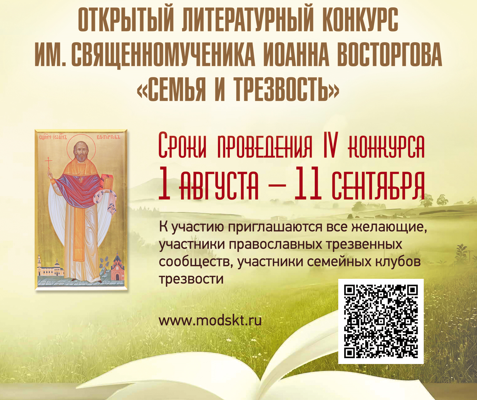 ОТКРЫТЫЙ ЛИТЕРАТУРНЫЙ КОНКУРС
ИМ. СВЯЩЕННОМУЧЕНИКА ИОАННА ВОСТОРГОВА
«СЕМЬЯ И ТРЕЗВОСТЬ»
Сроки проведения IV конкурса
1 августа – 11 сентября
К участию приглашаются все желающие,
участники православных трезвенных
сообществ, участники семейных клубов
трезвости
www.modskt.ru